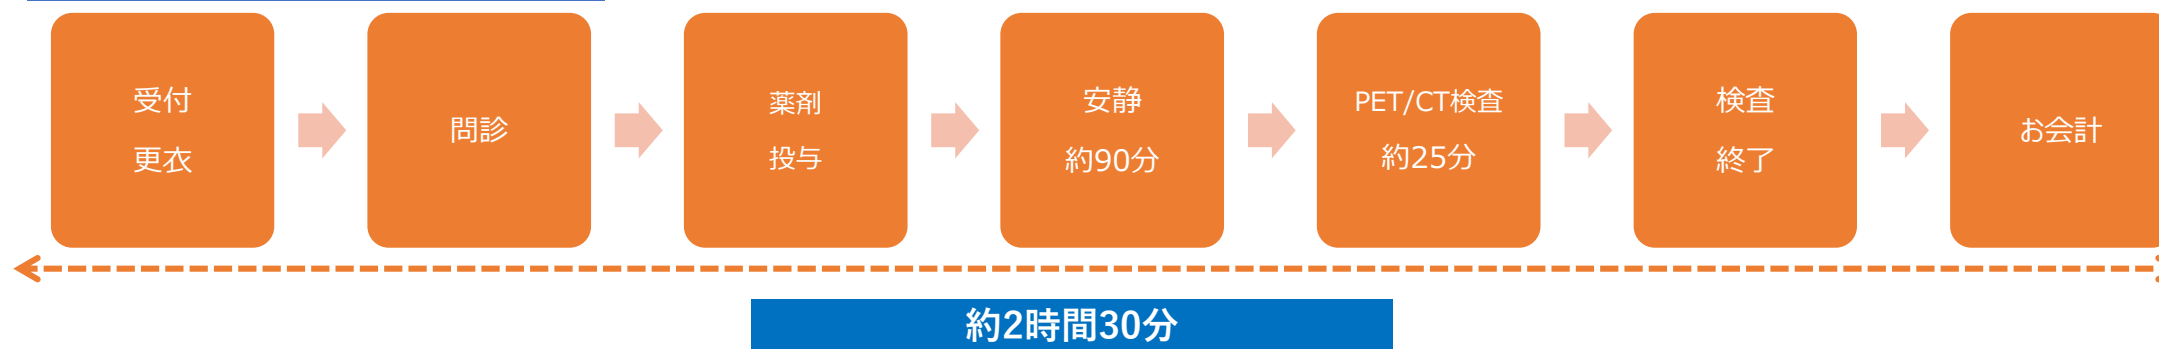 受付
更衣
問診
薬剤
投与
安静
約90分
PET/CT検査
約25分
検査
終了
お会計
約2時間30分